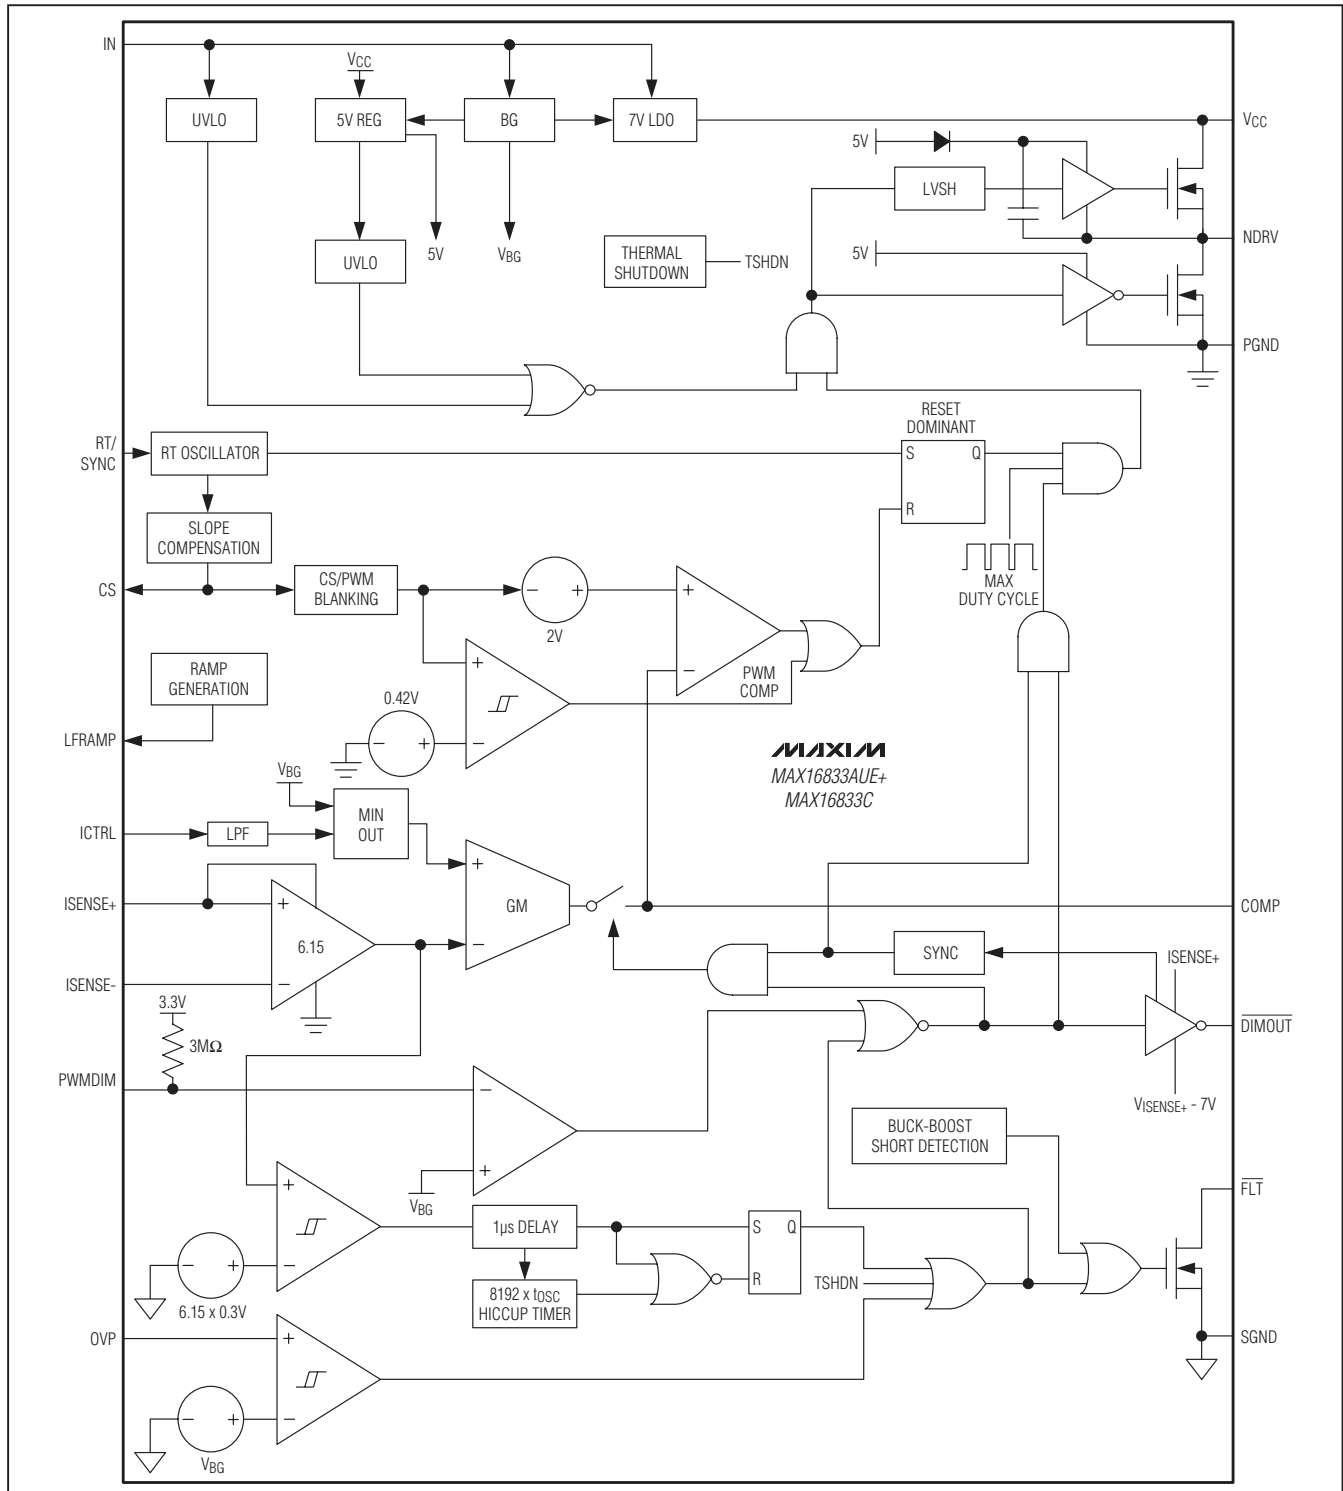 IN
VCC
UVLO
5V REG
BG
7V LDO
VCC
5V
LVSH
NDRV
UVLO
5V
VBG
THERMAL
SHUTDOWN
TSHDN
5V
PGND
RT/
SYNC
RT OSCILLATOR
RESET
DOMINANT
S
Q
R
SLOPE
COMPENSATION
CS
CS/PWM
BLANKING
-
+
2V
+
-
PWM
COMP
MAX
DUTY CYCLE
RAMP
GENERATION
LFRAMP
0.42V
-
+
+
-
MAXIM
MAX16833AUE+
MAX16833C
VBG
MIN
OUT
ICTRL
LPF
+
-
GM
ISENSE+
+
6.15
-
ISENSE-
COMP
SYNC
ISENSE+
DIMOUT
VISENSE+ - 7V
3.3V
3MΩ
PWMDIM
-
+
VBG
BUCK-BOOST
SHORT DETECTION
FLT
+
-
-
+
6.15 x 0.3V
1µs DELAY
8192 x tOSC
HICCUP TIMER
S
Q
R
TSHDN
SGND
OVP
+
-
-
+
VBG